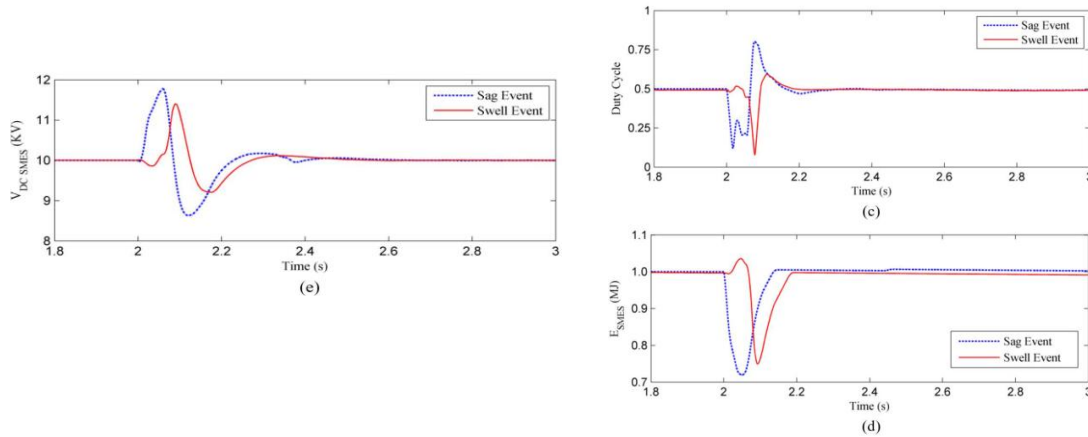 12
11
10
9
8
V DC SMES (KV)
Sag Event
Swell Event
1.8 2 2.2 2.4 2.6 2.8 3
Time (s)
(e)
1
0.75
0.5
0.25
0
Duty Cycle
Sag Event
Swell Event
1.8 2 2.2 2.4 2.6 2.8 3
Time (s)
(c)
1.1
1.0
0.9
0.8
0.7
E SMES (MJ)
Sag Event
Swell Event
1.8 2 2.2 2.4 2.6 2.8 3
Time (s)
(d)